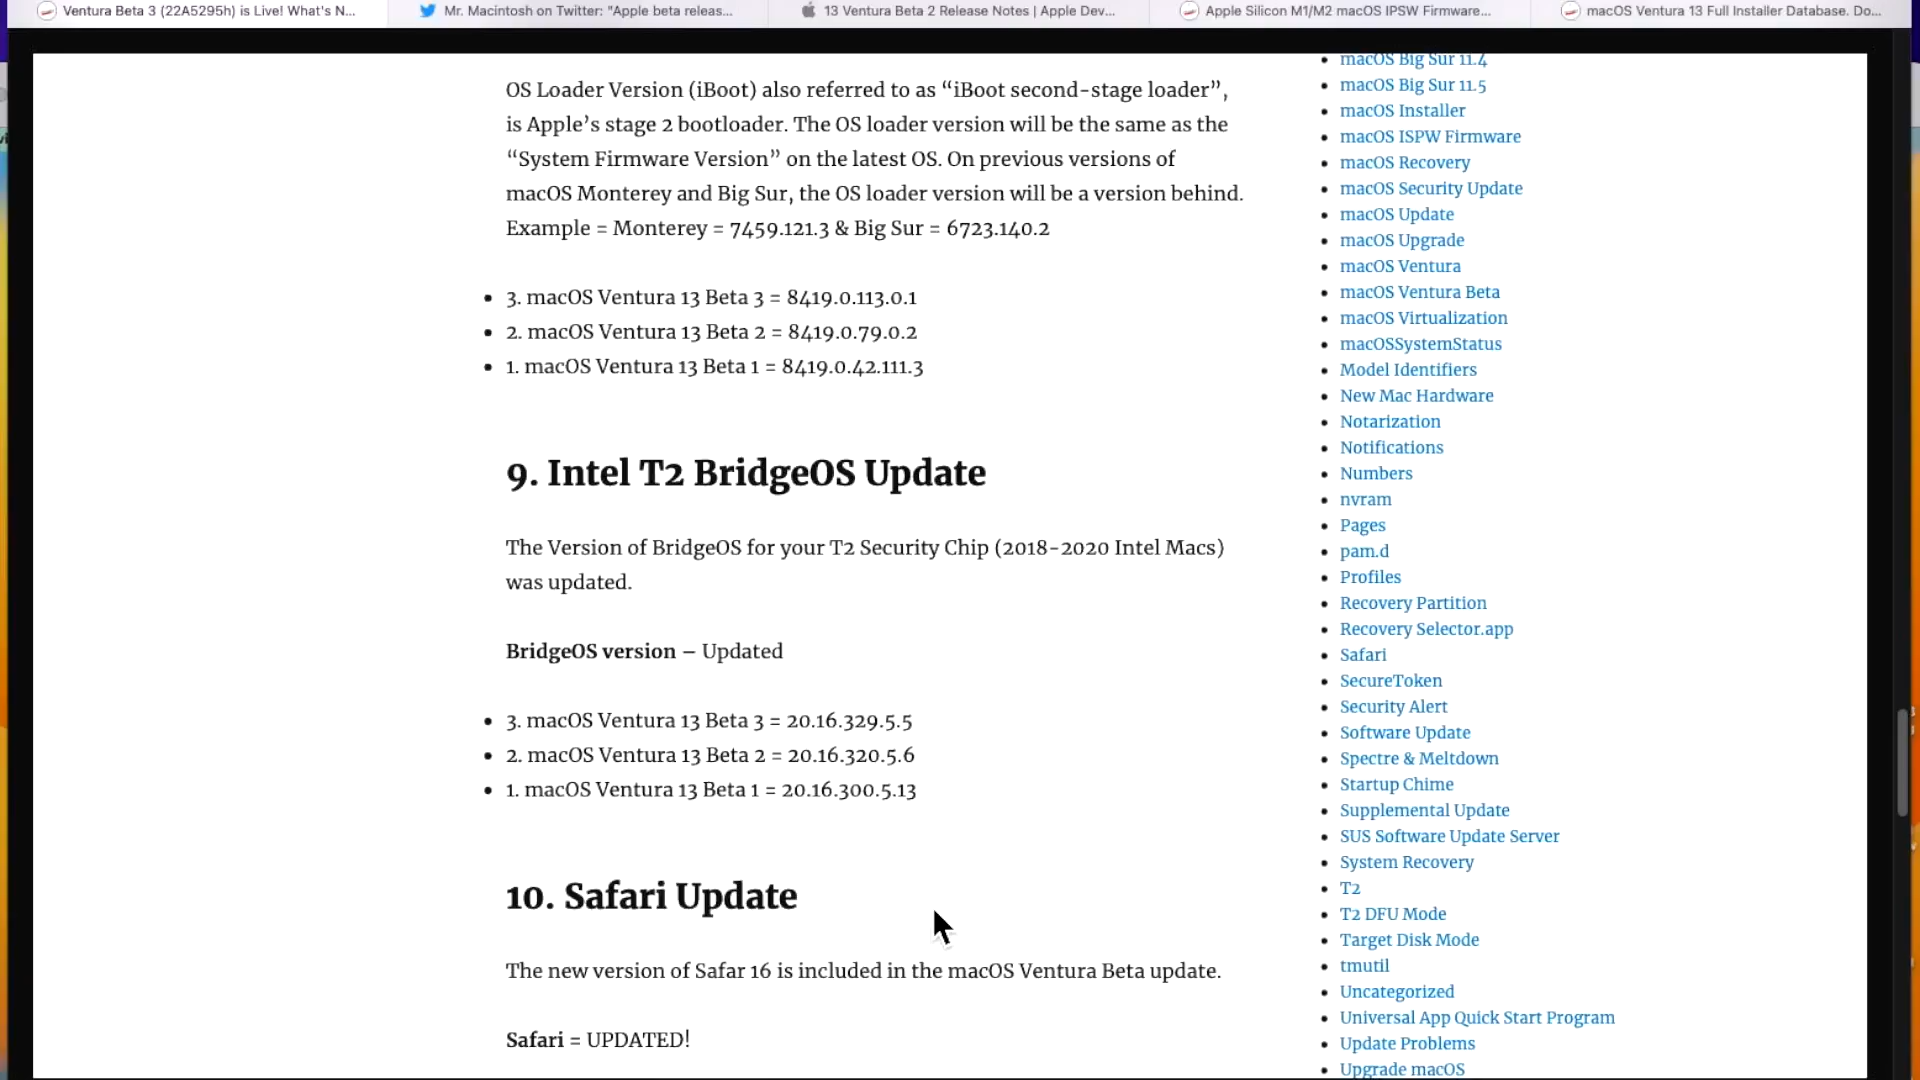 Ventura Beta 3 (22A5295h) is Live! What's N...
Mr. Macintosh on Twitter: "Apple beta releas...
13 Ventura Beta 2 Release Notes | Apple Dev...
Apple Silicon M1/M2 macOS IPSW Firmware...
macOS Ventura 13 Full Installer Database. Do...
OS Loader Version (iBoot) also referred to as “iBoot second-stage loader”,
is Apple’s stage 2 bootloader. The OS loader version will be the same as the
“System Firmware Version” on the latest OS. On previous versions of
macOS Monterey and Big Sur, the OS loader version will be a version behind.
Example = Monterey = 7459.121.3 & Big Sur = 6723.140.2
• 3. macOS Ventura 13 Beta 3 = 8419.0.113.0.1
• 2. macOS Ventura 13 Beta 2 = 8419.0.79.0.2
• 1. macOS Ventura 13 Beta 1 = 8419.0.42.111.3
9. Intel T2 BridgeOS Update
The Version of BridgeOS for your T2 Security Chip (2018-2020 Intel Macs)
was updated.
BridgeOS version – Updated
• 3. macOS Ventura 13 Beta 3 = 20.16.329.5.5
• 2. macOS Ventura 13 Beta 2 = 20.16.320.5.6
• 1. macOS Ventura 13 Beta 1 = 20.16.300.5.13
10. Safari Update
The new version of Safar 16 is included in the macOS Ventura Beta update.
Safari = UPDATED!
• macOS Big Sur 11.4
• macOS Big Sur 11.5
• macOS Installer
• macOS ISPW Firmware
• macOS Recovery
• macOS Security Update
• macOS Update
• macOS Upgrade
• macOS Ventura
• macOS Ventura Beta
• macOS Virtualization
• macOSSystemStatus
• Model Identifiers
• New Mac Hardware
• Notarization
• Notifications
• Numbers
• nvram
• Pages
• pam.d
• Profiles
• Recovery Partition
• Recovery Selector.app
• Safari
• SecureToken
• Security Alert
• Software Update
• Spectre & Meltdown
• Startup Chime
• Supplemental Update
• SUS Software Update Server
• System Recovery
• T2
• T2 DFU Mode
• Target Disk Mode
• tmutil
• Uncategorized
• Universal App Quick Start Program
• Update Problems
• Upgrade macOS